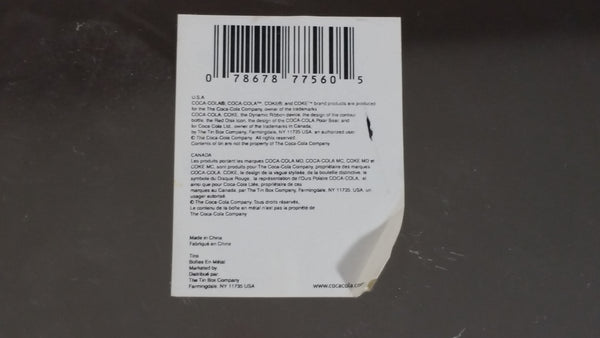 0 78678 77560 5
U.S.A
COCA-COLA®, COCA-COLA™, COKE®, and COKE™ brand products are produced
for the The Coca-Cola Company, owner of the trademarks
COCA-COLA, COKE, the Dynamic Ribbon device, the design of the contour
bottle, the Red Disk icon, the design of the COCA-COLA Polar Bear, and
for Coca-Cola Ltd., owner of the trademarks in Canada,
by The Tin Box Company, Farmingdale, NY 11735 USA, an authorized user.
© The Coca-Cola Company. All rights reserved.
Contents of tin are not the property of The Coca-Cola Company.
CANADA
Les produits portant les marques COCA-COLA MD, COCA-COLA MC, COKE MD et
COKE MC, sont produits pour The Coca-Cola Company, propriétaire des marques
COCA-COLA, COKE, le design de la vague stylisée, de la bouteille distinctive, le
symbole du Disque Rouge, la représentation de l'Ours Polaire COCA-COLA, et
ainsi que pour Coca-Cola Ltée, propriétaire des
marques au Canada, par The Tin Box Company, Farmingdale, NY 11735, USA, un
usager autorisé.
© The Coca-Cola Company. Tous droits réservés.
Le contenu de la boîte en métal n'est pas la propriété de
The Coca-Cola Company
Made in China
Fabriqué en Chine
Tins
Boîtes En Métal
Marketed by
Distribué par:
The Tin Box Company
Farmingdale, NY 11735 USA
www.cocacola.com